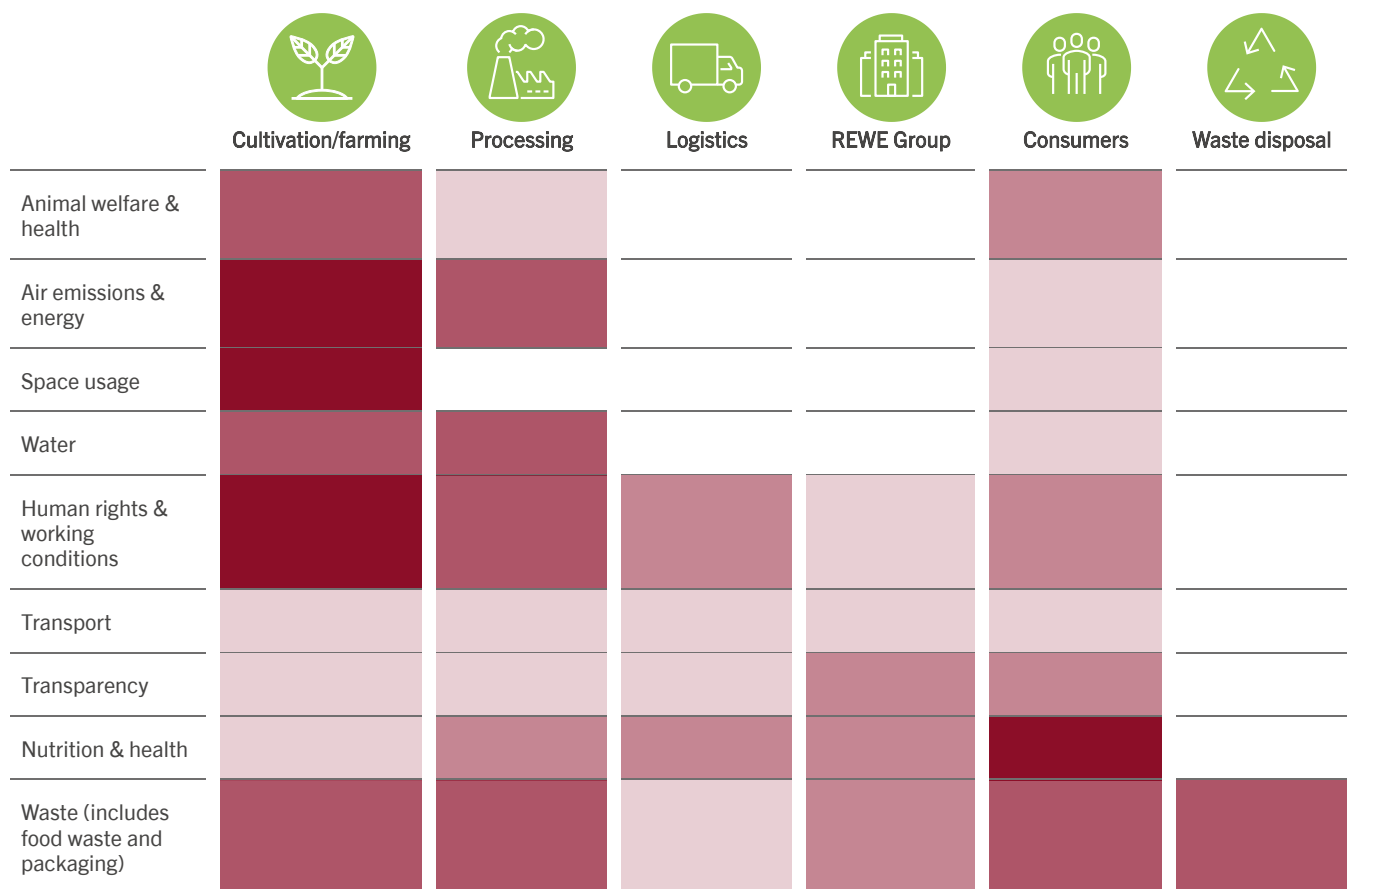 Cultivation/farming
Processing
Logistics
REWE Group
Consumers
Waste disposal
Animal welfare &
health
Air emissions &
energy
Space usage
Water
Human rights &
working
conditions
Transport
Transparency
Nutrition & health
Waste (includes
food waste and
packaging)